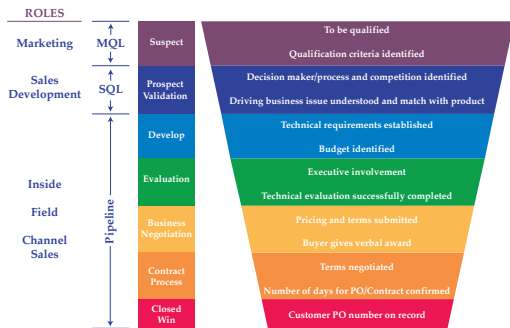 ROLES
Marketing
MQL
Suspect
To be qualified
Qualification criteria identified
Sales
Development
SQL
Prospect
Validation
Decision maker/process and competition identified
Driving business issue understood and match with product
Develop
Technical requirements established
Budget identified
Inside
Field
Channel
Sales
Pipeline
Evaluation
Executive involvement
Technical evaluation successfully completed
Business
Negotiation
Pricing and terms submitted
Buyer gives verbal award
Contract
Process
Terms negotiated
Number of days for PO/Contract confirmed
Closed
Win
Customer PO number on record